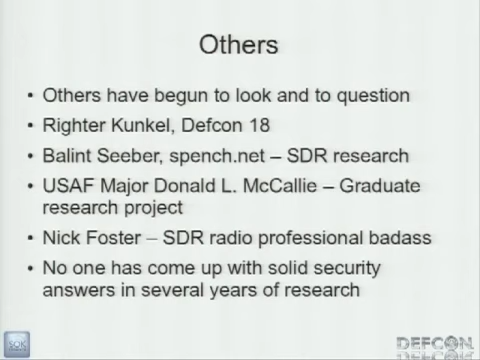 Others
• Others have begun to look and to question
• Righter Kunkel, Defcon 18
• Balint Seeber, spench.net – SDR research
• USAF Major Donald L. McCallie – Graduate
research project
• Nick Foster – SDR radio professional badass
• No one has come up with solid security
answers in several years of research
DEFCON